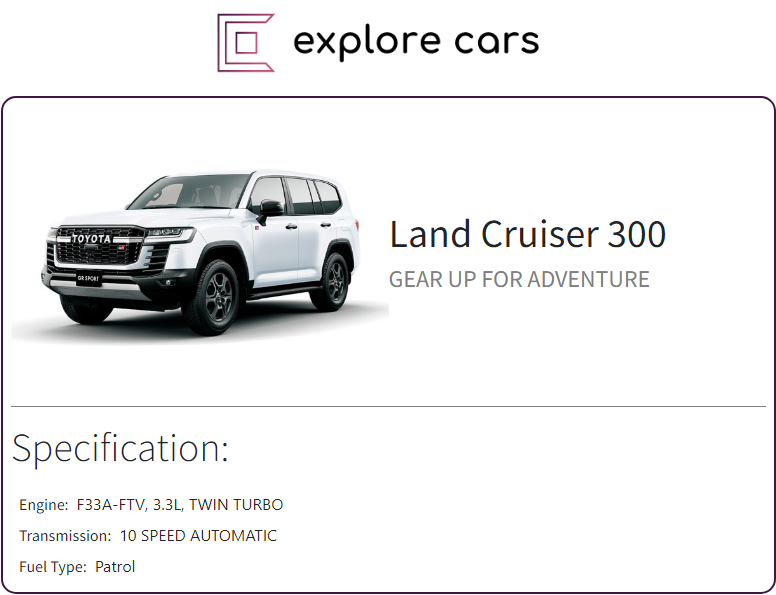 explore cars
TOYOTA
GR SPORT
Land Cruiser 300
GEAR UP FOR ADVENTURE
Specification:
Engine: F33A-FTV, 3.3L, TWIN TURBO
Transmission: 10 SPEED AUTOMATIC
Fuel Type: Patrol